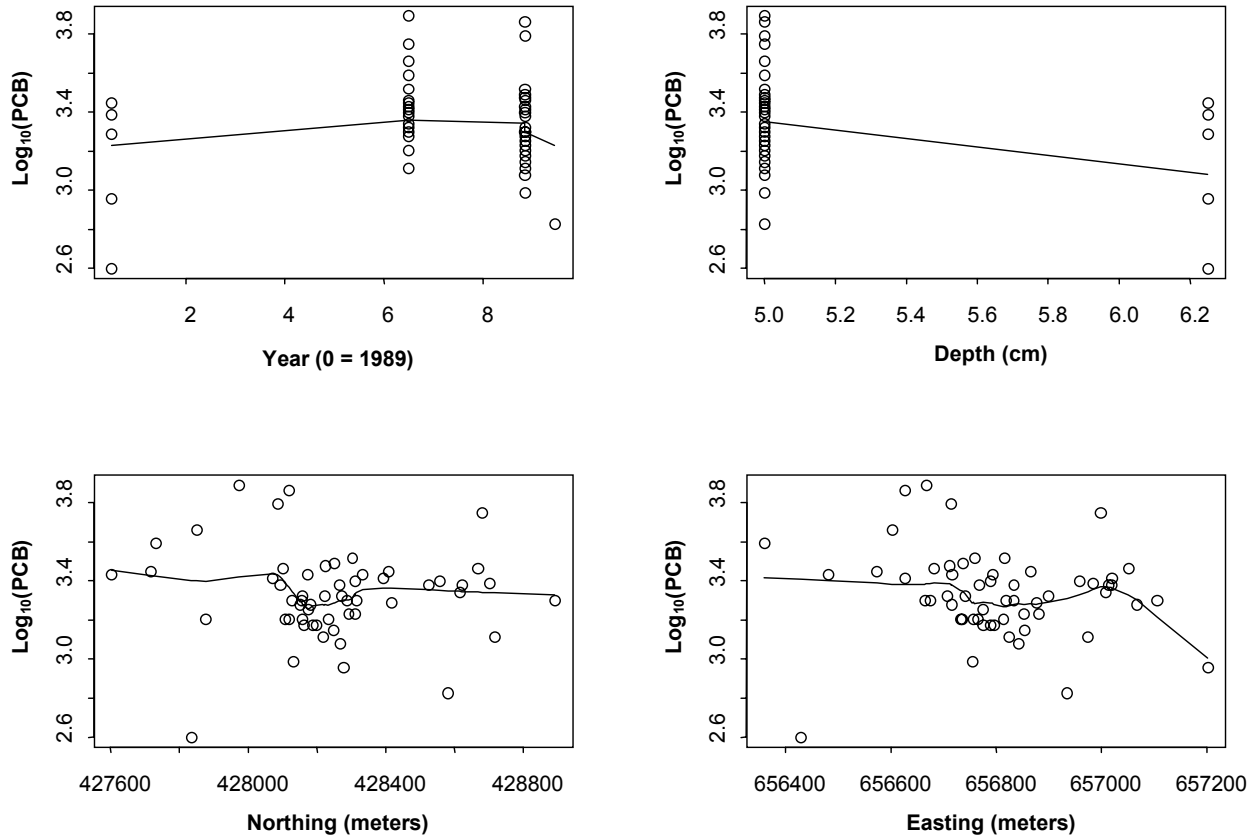 3.8
3.4
3.0
2.6
Log₁₀(PCB)
2 4 6 8
Year (0 = 1989)
3.8
3.4
3.0
2.6
Log₁₀(PCB)
5.0 5.2 5.4 5.6 5.8 6.0 6.2
Depth (cm)
3.8
3.4
3.0
2.6
Log₁₀(PCB)
427600 428000 428400 428800
Northing (meters)
3.8
3.4
3.0
2.6
Log₁₀(PCB)
656400 656600 656800 657000 657200
Easting (meters)